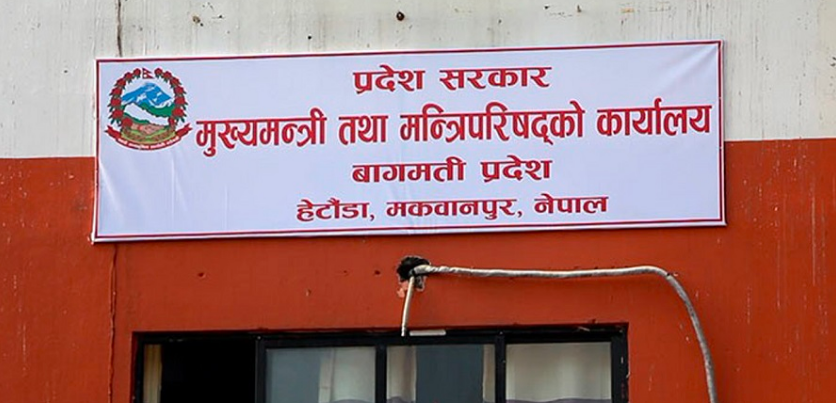 प्रदेश सरकार
मुख्यमन्त्री तथा मन्त्रिपरिषद्को कार्यालय
बागमती प्रदेश
हेटौंडा, मकवानपुर, नेपाल